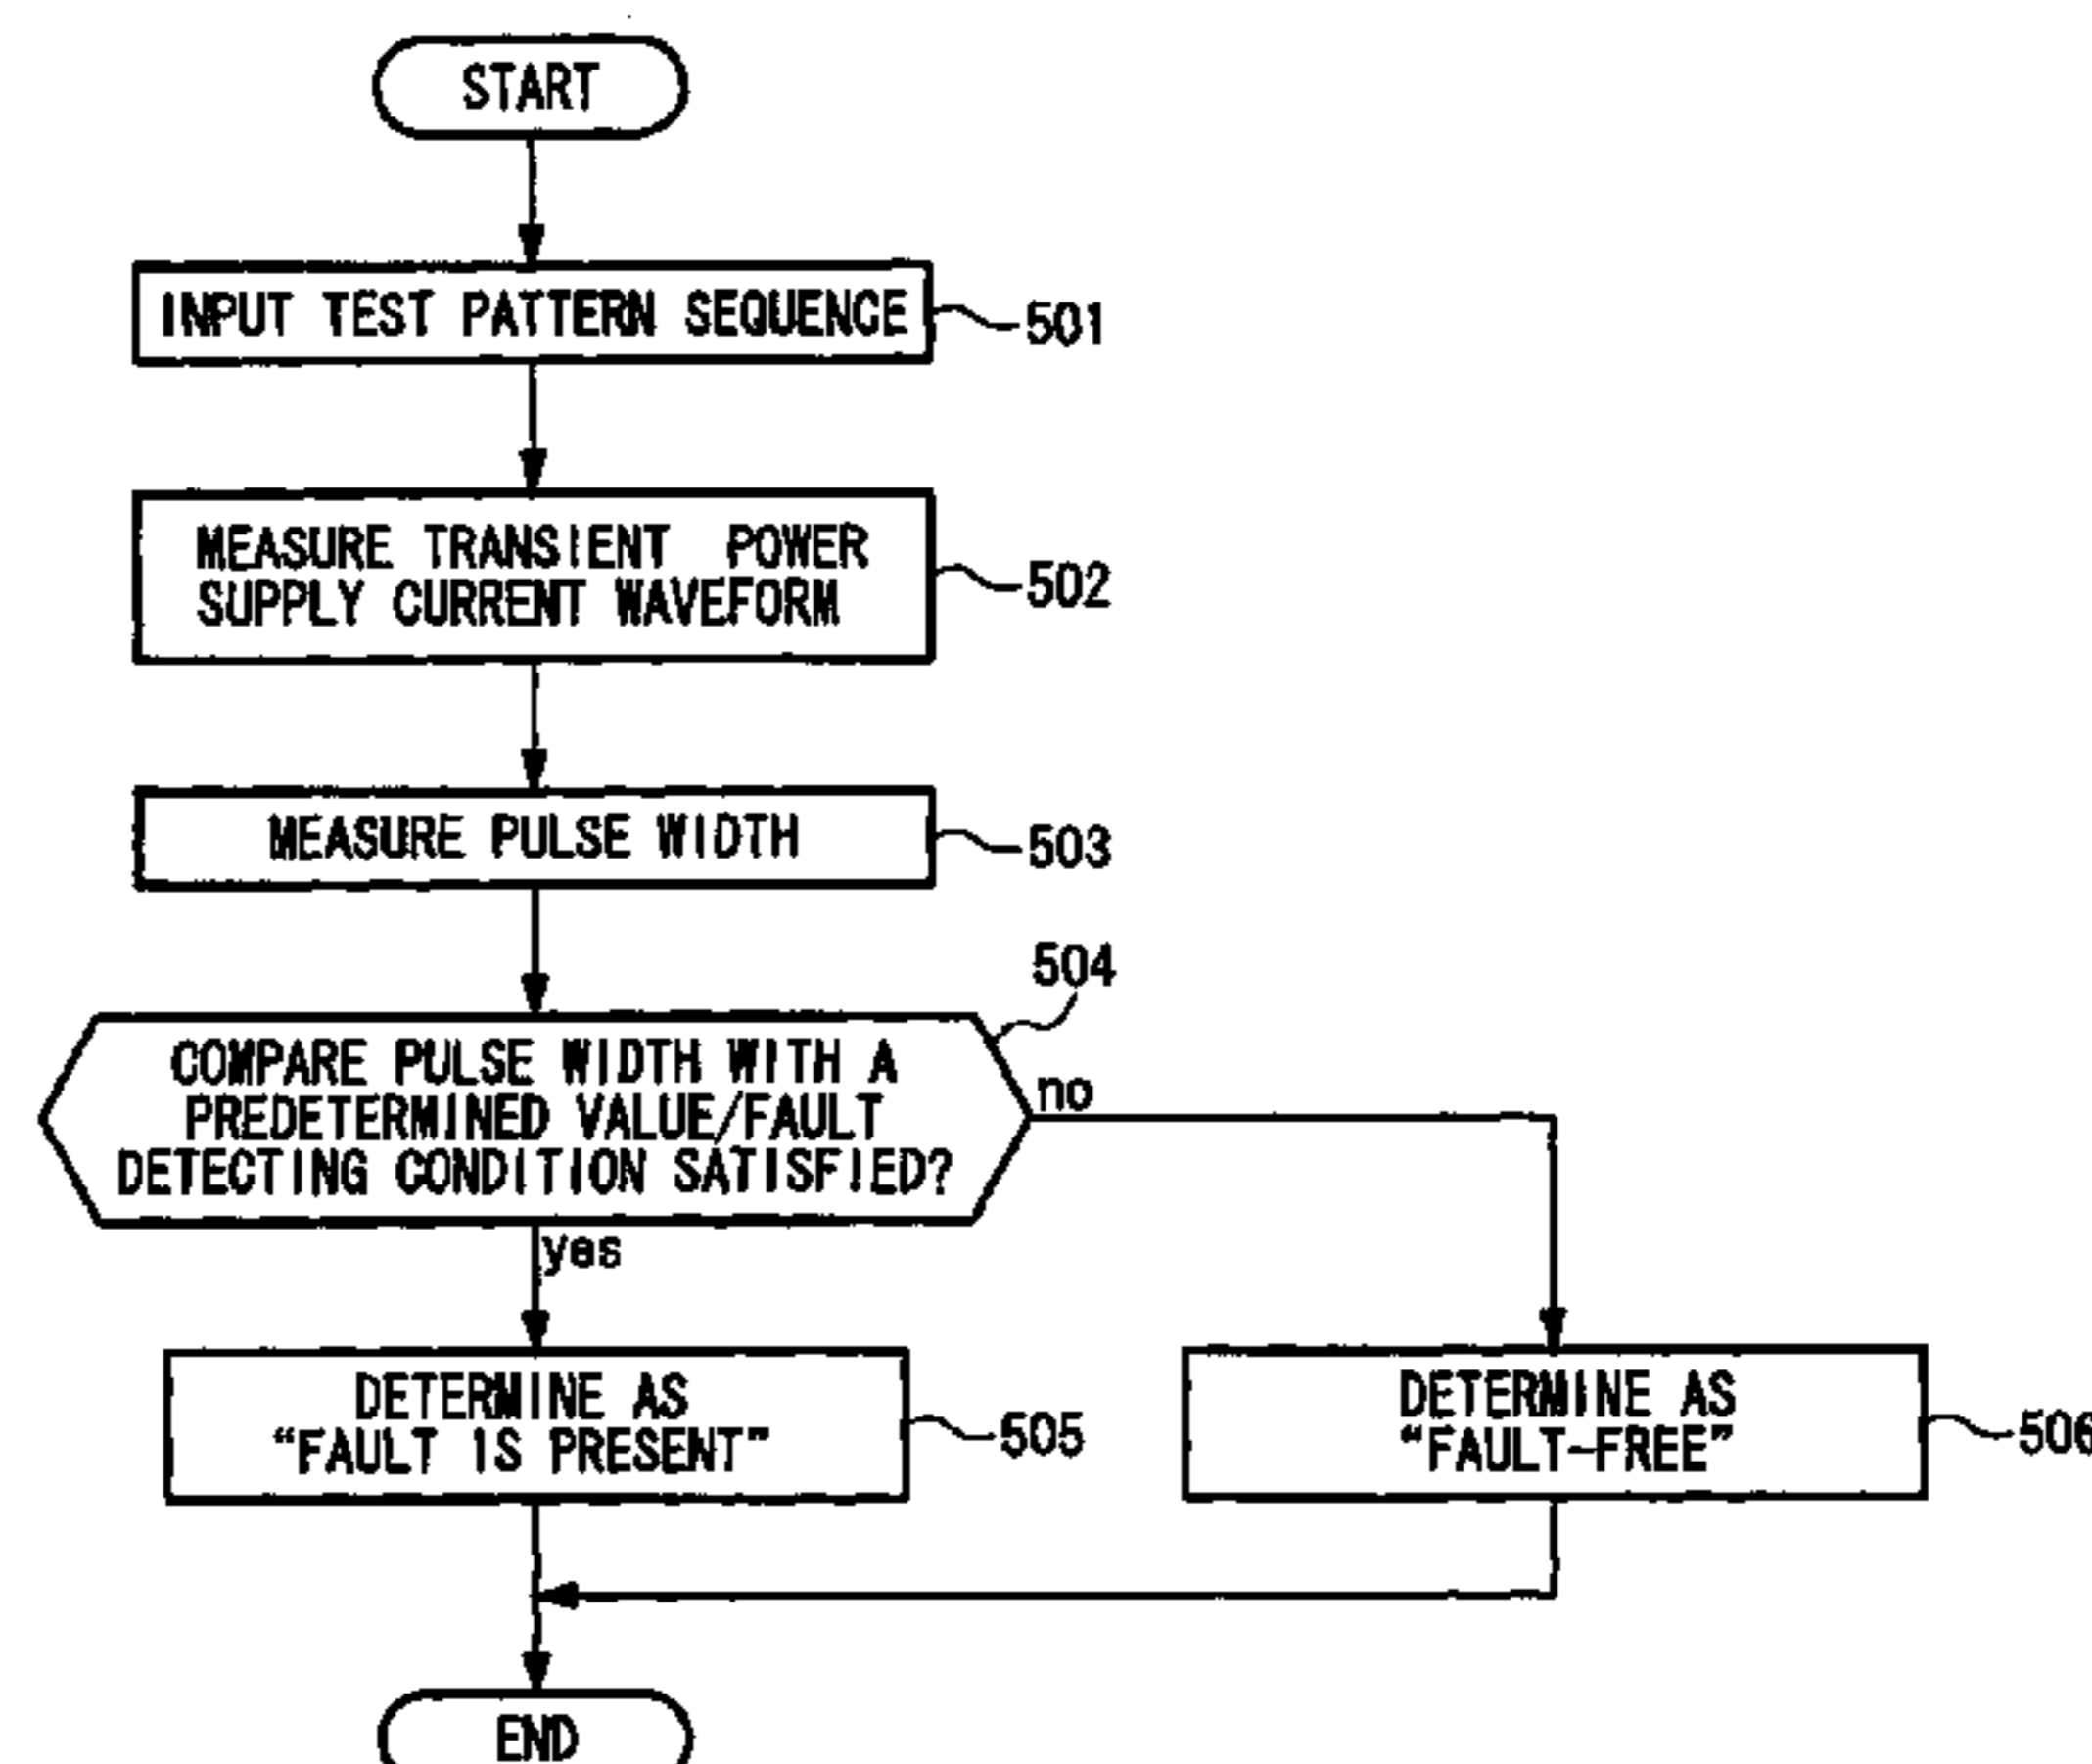 START
INPUT TEST PATTERN SEQUENCE
501
MEASURE TRANSIENT POWER
SUPPLY CURRENT WAVEFORM
502
MEASURE PULSE WIDTH
503
504
COMPARE PULSE WIDTH WITH A
PREDETERMINED VALUE/FAULT
DETECTING CONDITION SATISFIED?
no
yes
DETERMINE AS
“FAULT IS PRESENT”
505
DETERMINE AS
“FAULT-FREE”
506
END